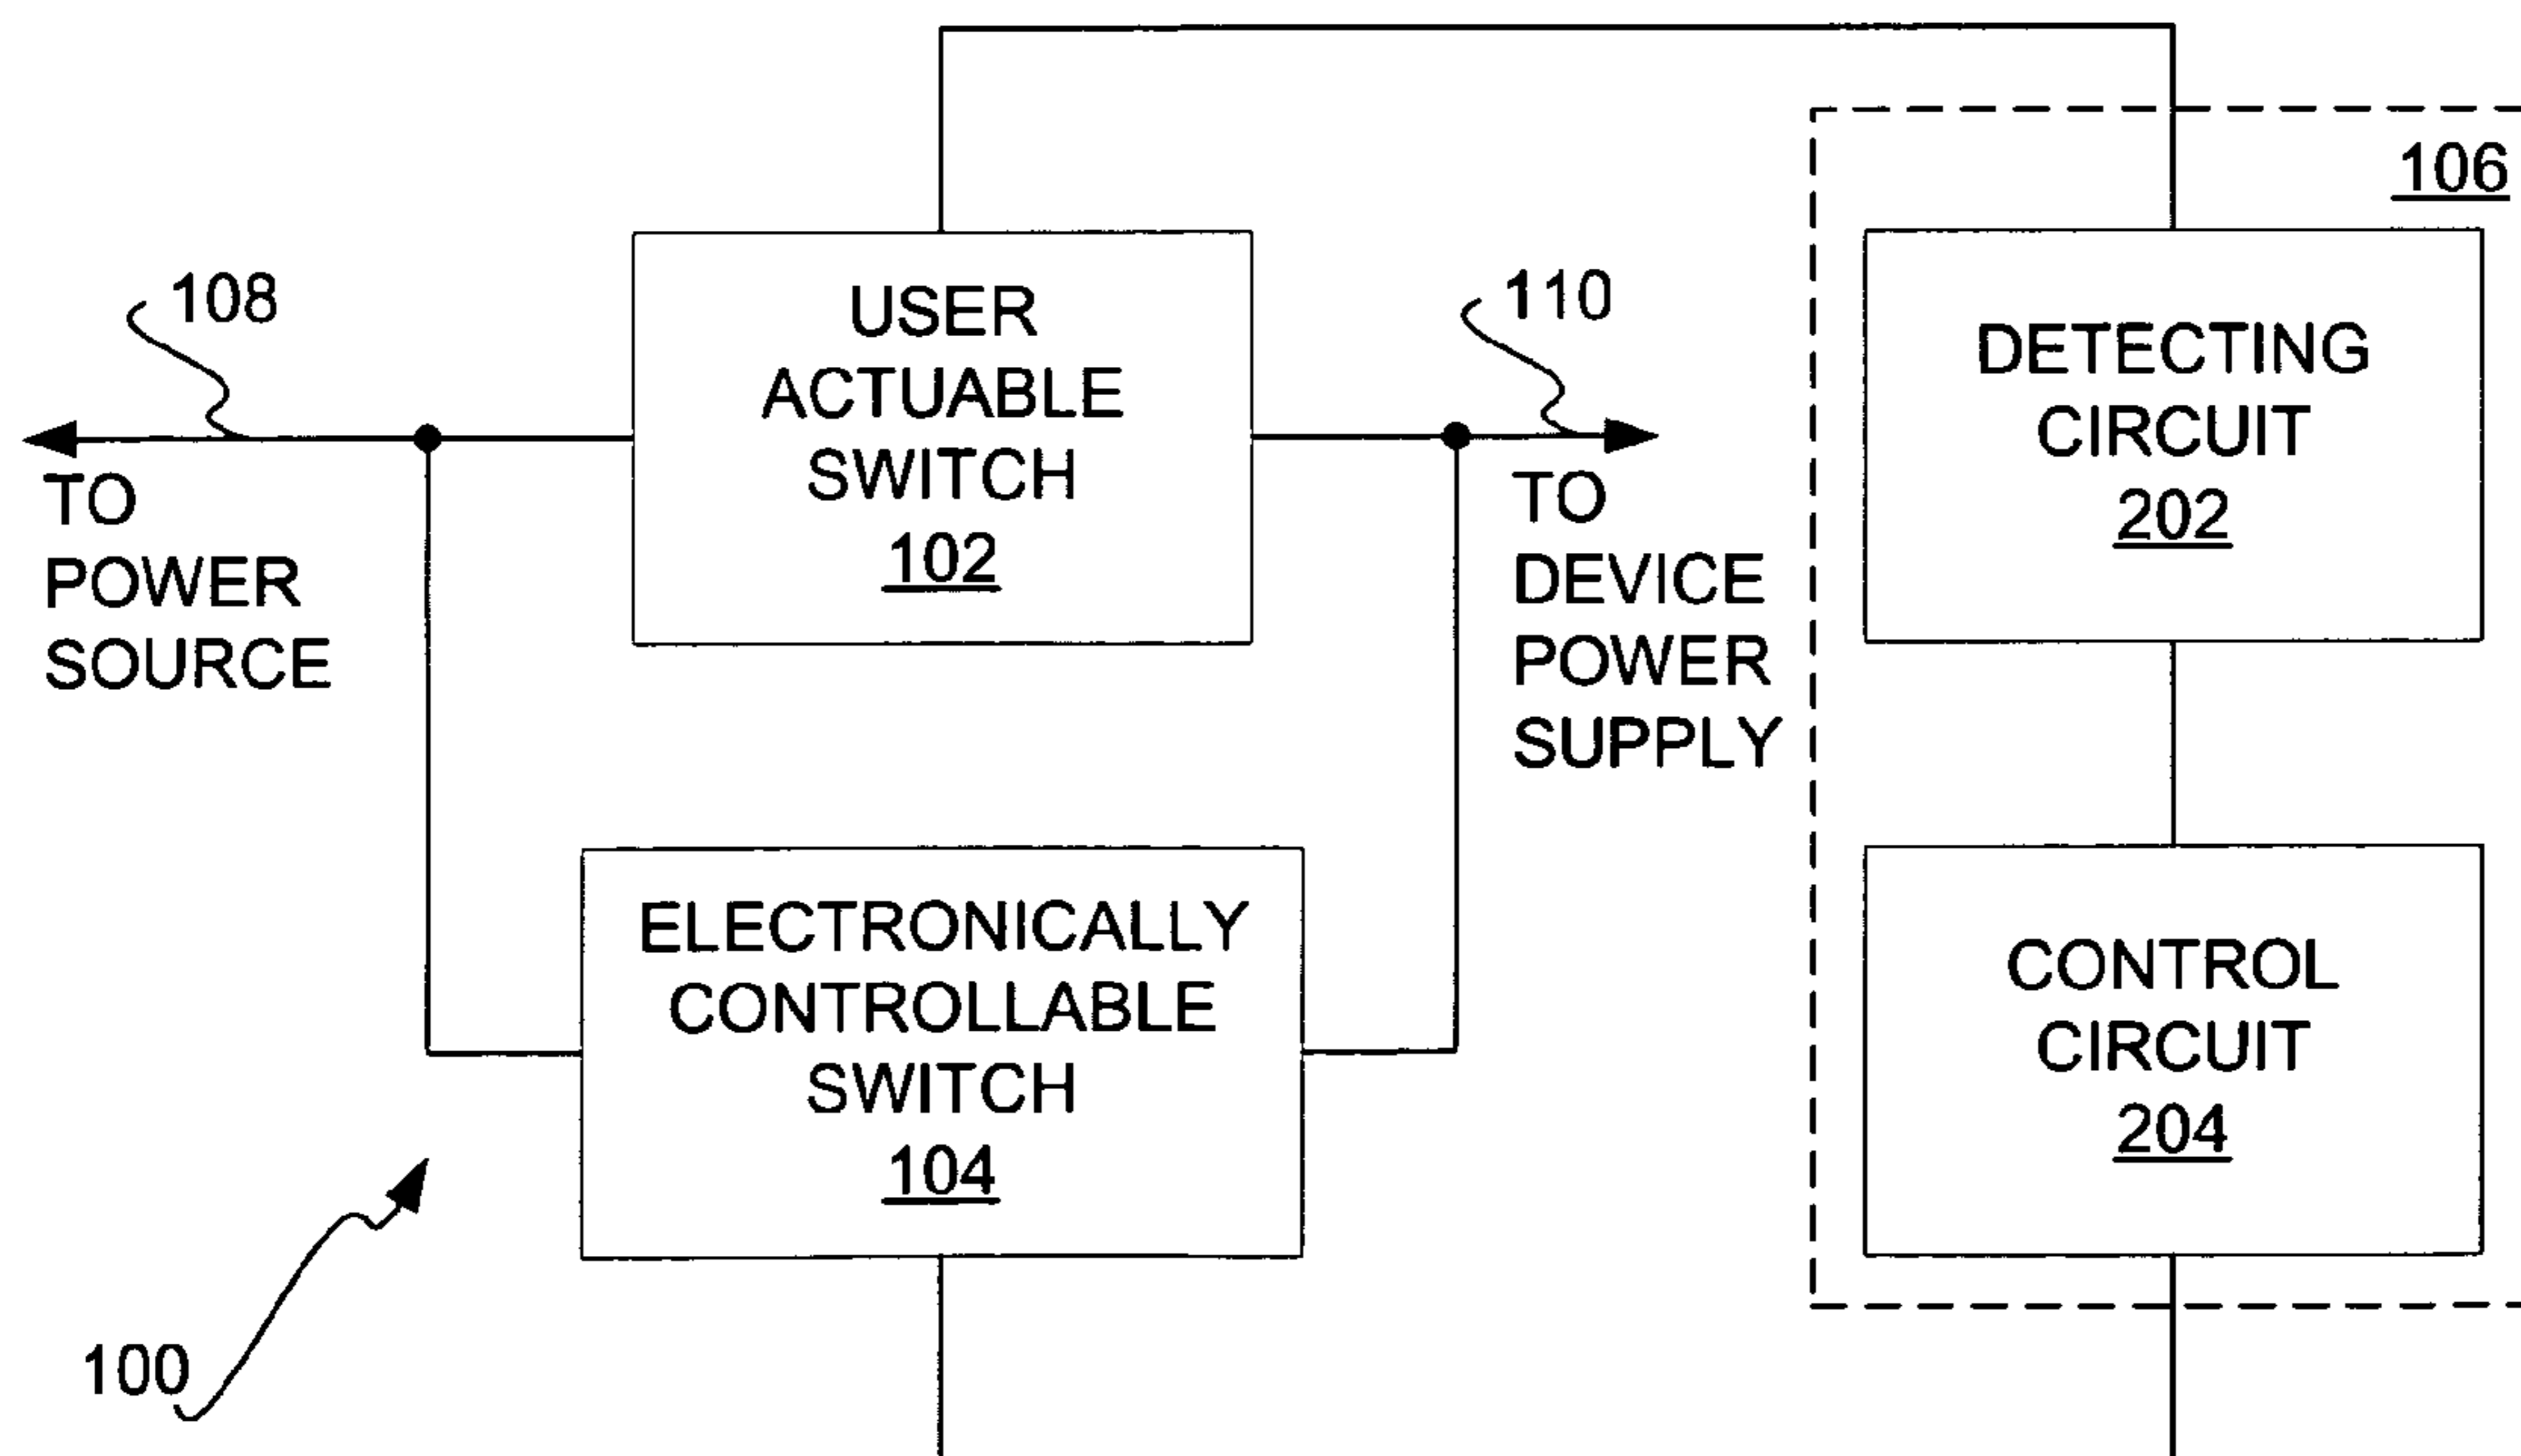 106
108
USER
ACTUABLE
SWITCH
102
110
DETECTING
CIRCUIT
202
TO
POWER
SOURCE
TO
DEVICE
POWER
SUPPLY
ELECTRONICALLY
CONTROLLABLE
SWITCH
104
CONTROL
CIRCUIT
204
100